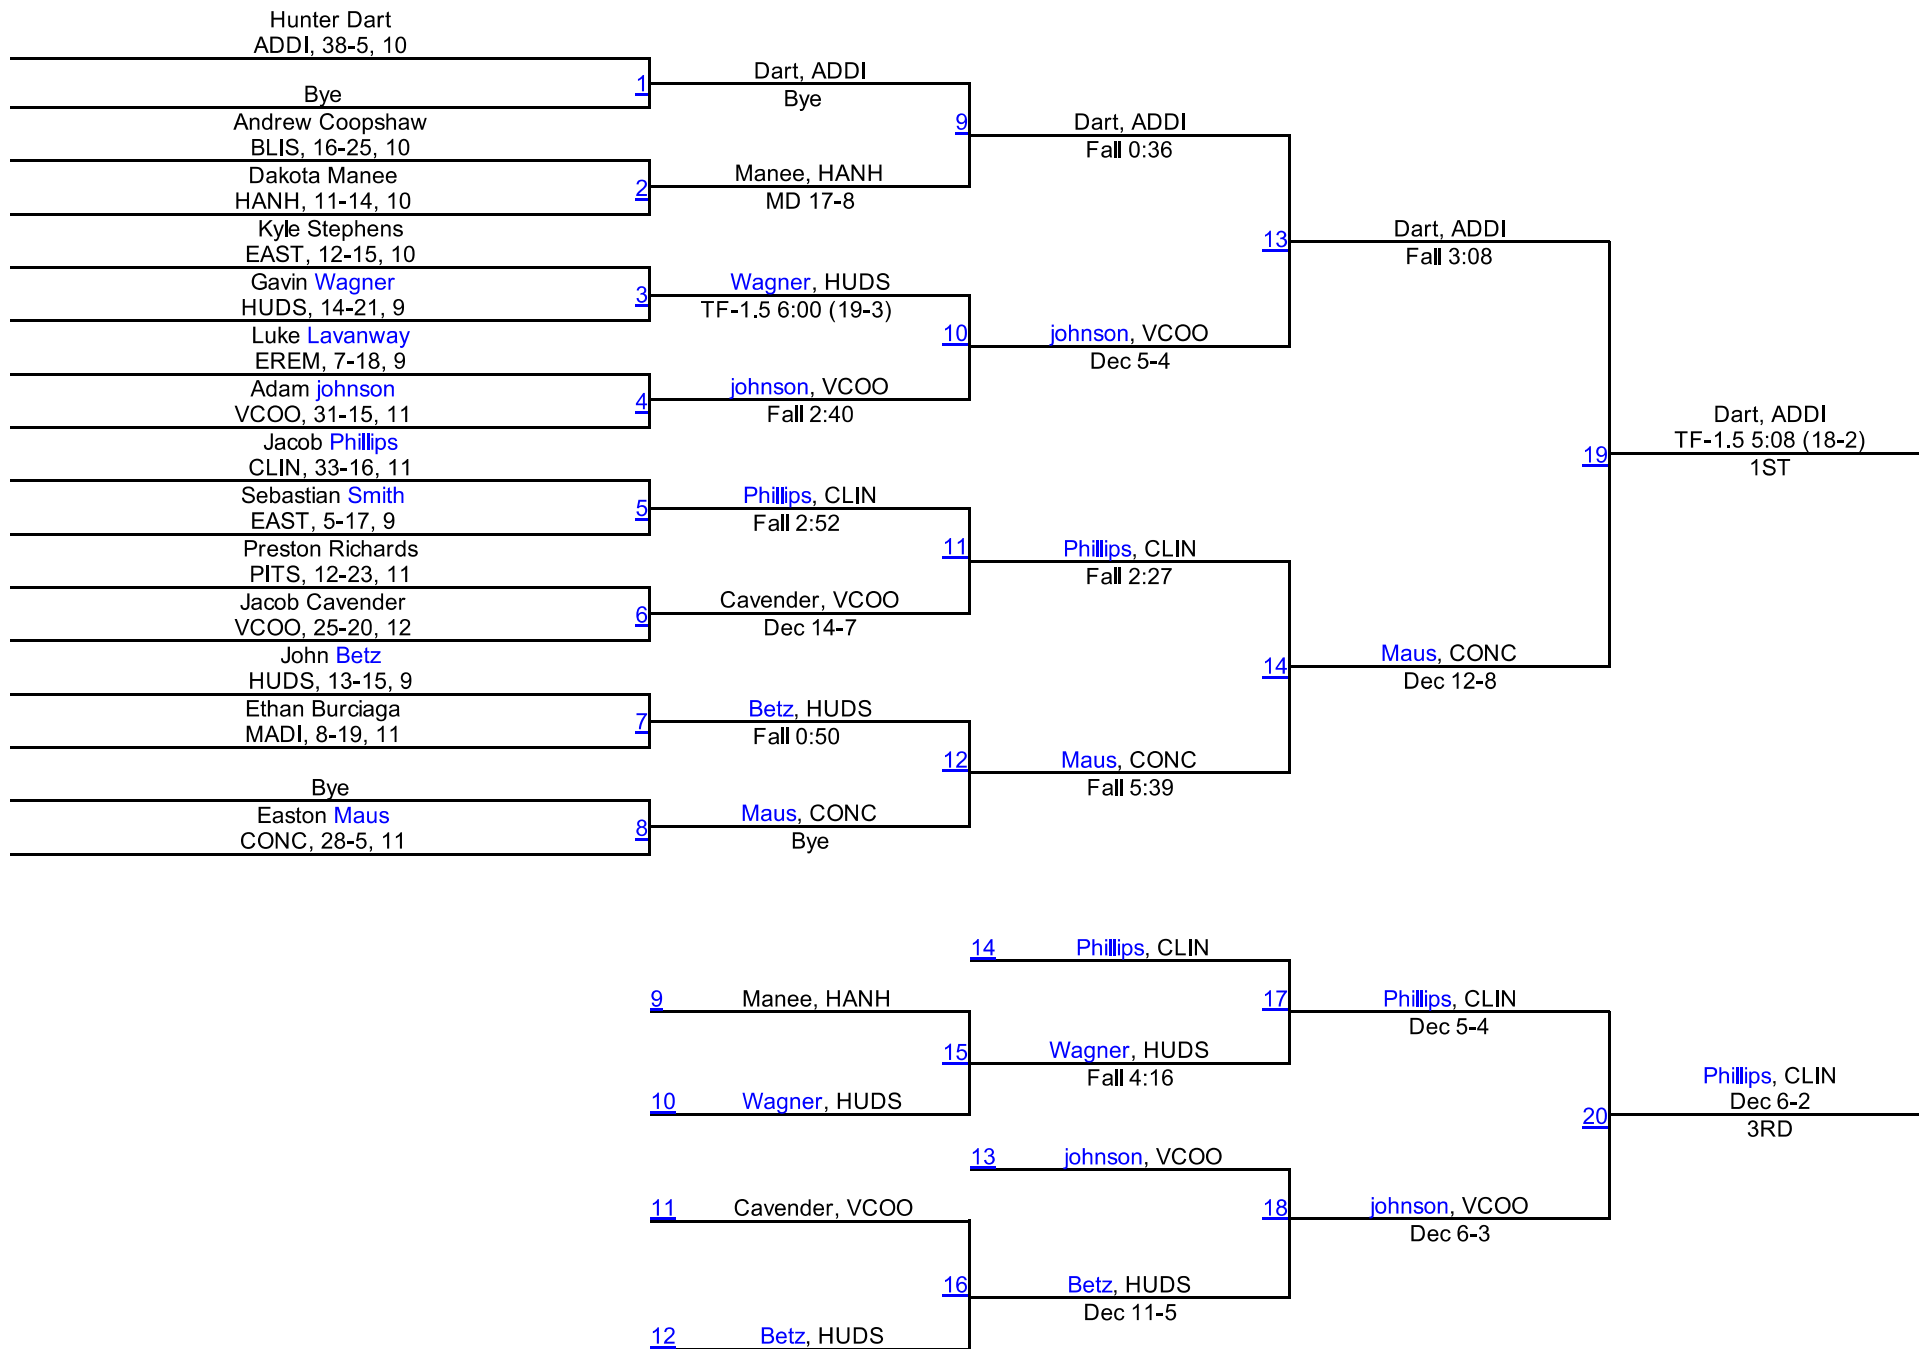 Hunter Dart
ADDI, 38-5, 10
1
Bye
Andrew Coopshaw
BLIS, 16-25, 10
Dakota Manee
2
HANH, 11-14, 10
Kyle Stephens
EAST, 12-15, 10
Gavin Wagner
3
HUDS, 14-21, 9
Luke Lavanway
EREM, 7-18, 9
Adam johnson
4
VCOO, 31-15, 11
Jacob Phillips
CLIN, 33-16, 11
Sebastian Smith
5
EAST, 5-17, 9
Preston Richards
PITS, 12-23, 11
Jacob Cavender
6
VCOO, 25-20, 12
John Betz
HUDS, 13-15, 9
Ethan Burciaga
7
MADI, 8-19, 11
Bye
Easton Maus
8
CONC, 28-5, 11
Dart, ADDI
Bye
9
Manee, HANH
MD 17-8
Wagner, HUDS
TF-1.5 6:00 (19-3)
10
johnson, VCOO
Fall 2:40
Phillips, CLIN
Fall 2:52
11
Cavender, VCOO
Dec 14-7
Betz, HUDS
Fall 0:50
12
Maus, CONC
Bye
Dart, ADDI
Fall 0:36
13
johnson, VCOO
Dec 5-4
Phillips, CLIN
Fall 2:27
14
Maus, CONC
Fall 5:39
Dart, ADDI
Fall 3:08
19
Maus, CONC
Dec 12-8
Dart, ADDI
TF-1.5 5:08 (18-2)
1ST
9 Manee, HANH
15
10 Wagner, HUDS
11 Cavender, VCOO
16
12 Betz, HUDS
14 Phillips, CLIN
17
Wagner, HUDS
Fall 4:16
13 johnson, VCOO
18
Betz, HUDS
Dec 11-5
Phillips, CLIN
Dec 5-4
20
johnson, VCOO
Dec 6-3
Phillips, CLIN
Dec 6-2
3RD